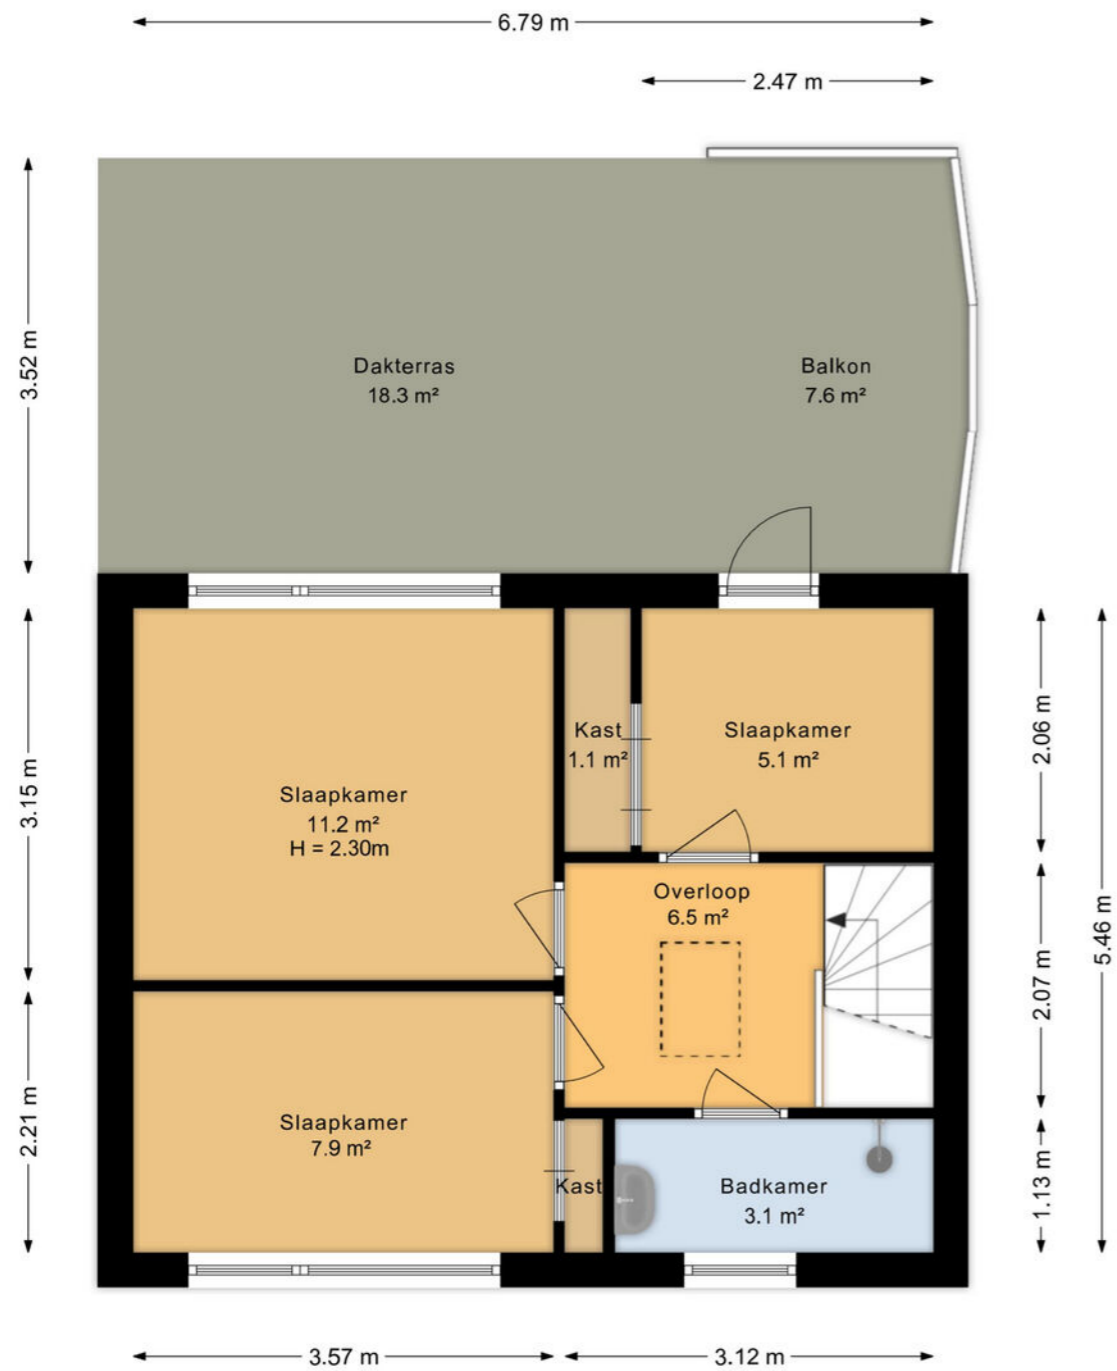 6.79 m
2.47 m
3.52 m
Dakterras
18.3 m²
Balkon
7.6 m²
3.15 m
Slaapkamer
11.2 m²
H = 2.30m
Kast
1.1 m²
Slaapkamer
5.1 m²
2.06 m
Overloop
6.5 m²
2.07 m
5.46 m
2.21 m
Slaapkamer
7.9 m²
Kast
Badkamer
3.1 m²
1.13 m
3.57 m
3.12 m